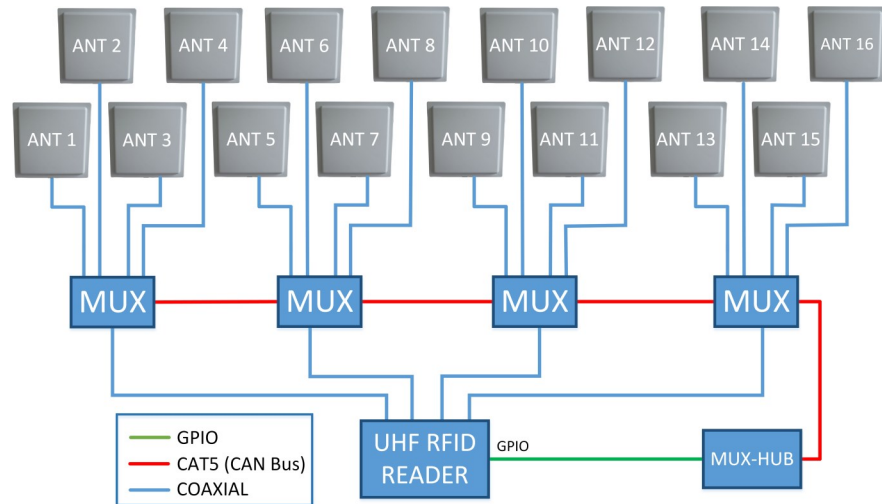 ANT 2
ANT 4
ANT 6
ANT 8
ANT 10
ANT 12
ANT 14
ANT 16
ANT 1
ANT 3
ANT 5
ANT 7
ANT 9
ANT 11
ANT 13
ANT 15
MUX
MUX
MUX
MUX
GPIO
CAT5 (CAN Bus)
COAXIAL
UHF RFID
READER
GPIO
MUX-HUB